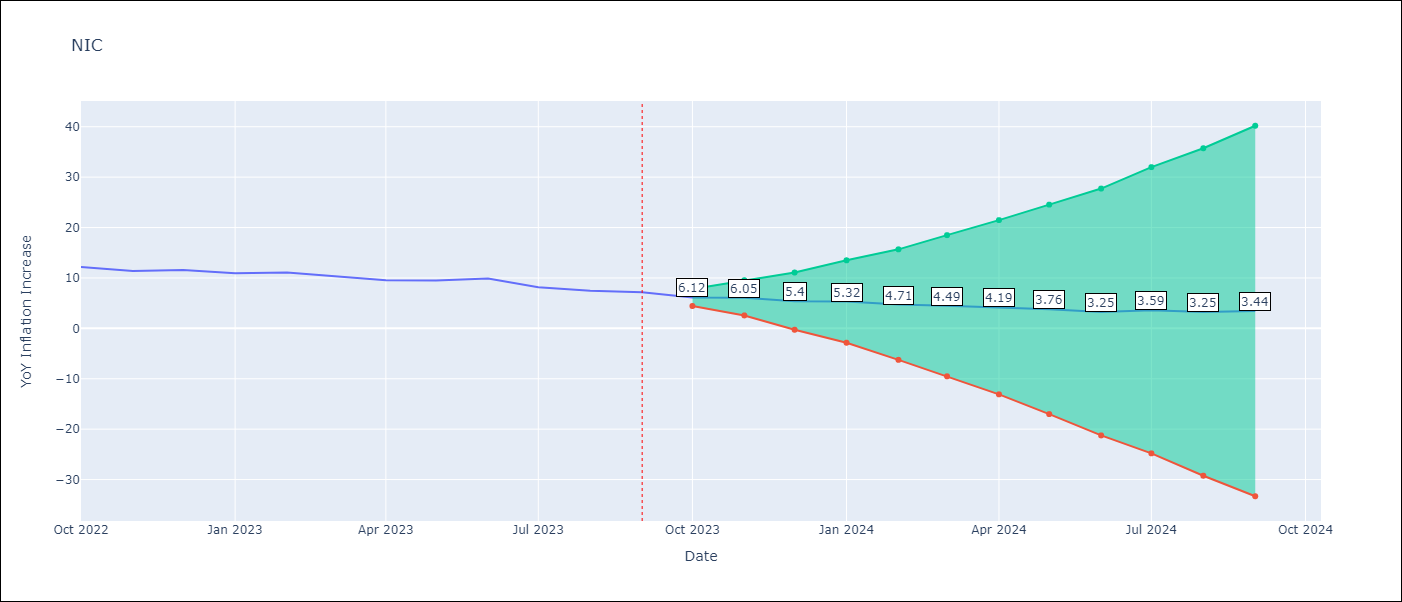 NIC
YoY Inflation Increase
40
30
20
10
0
−10
−20
−30
6.12
6.05
5.4
5.32
4.71
4.49
4.19
3.76
3.25
3.59
3.25
3.44
Oct 2022
Jan 2023
Apr 2023
Jul 2023
Oct 2023
Jan 2024
Apr 2024
Jul 2024
Oct 2024
Date